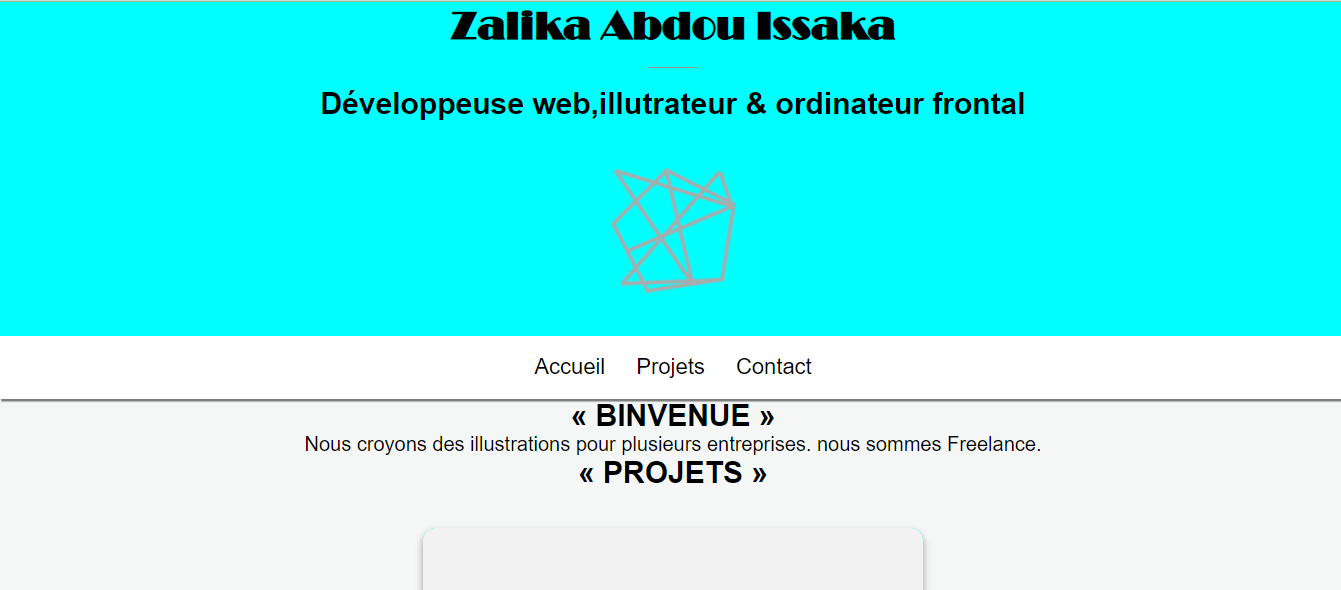 Zalika Abdou Issaka
Développeuse web,illutrateur & ordinateur frontal
Accueil Projets Contact
« BINVENUE »
Nous croyons des illustrations pour plusieurs entreprises. nous sommes Freelance.
« PROJETS »